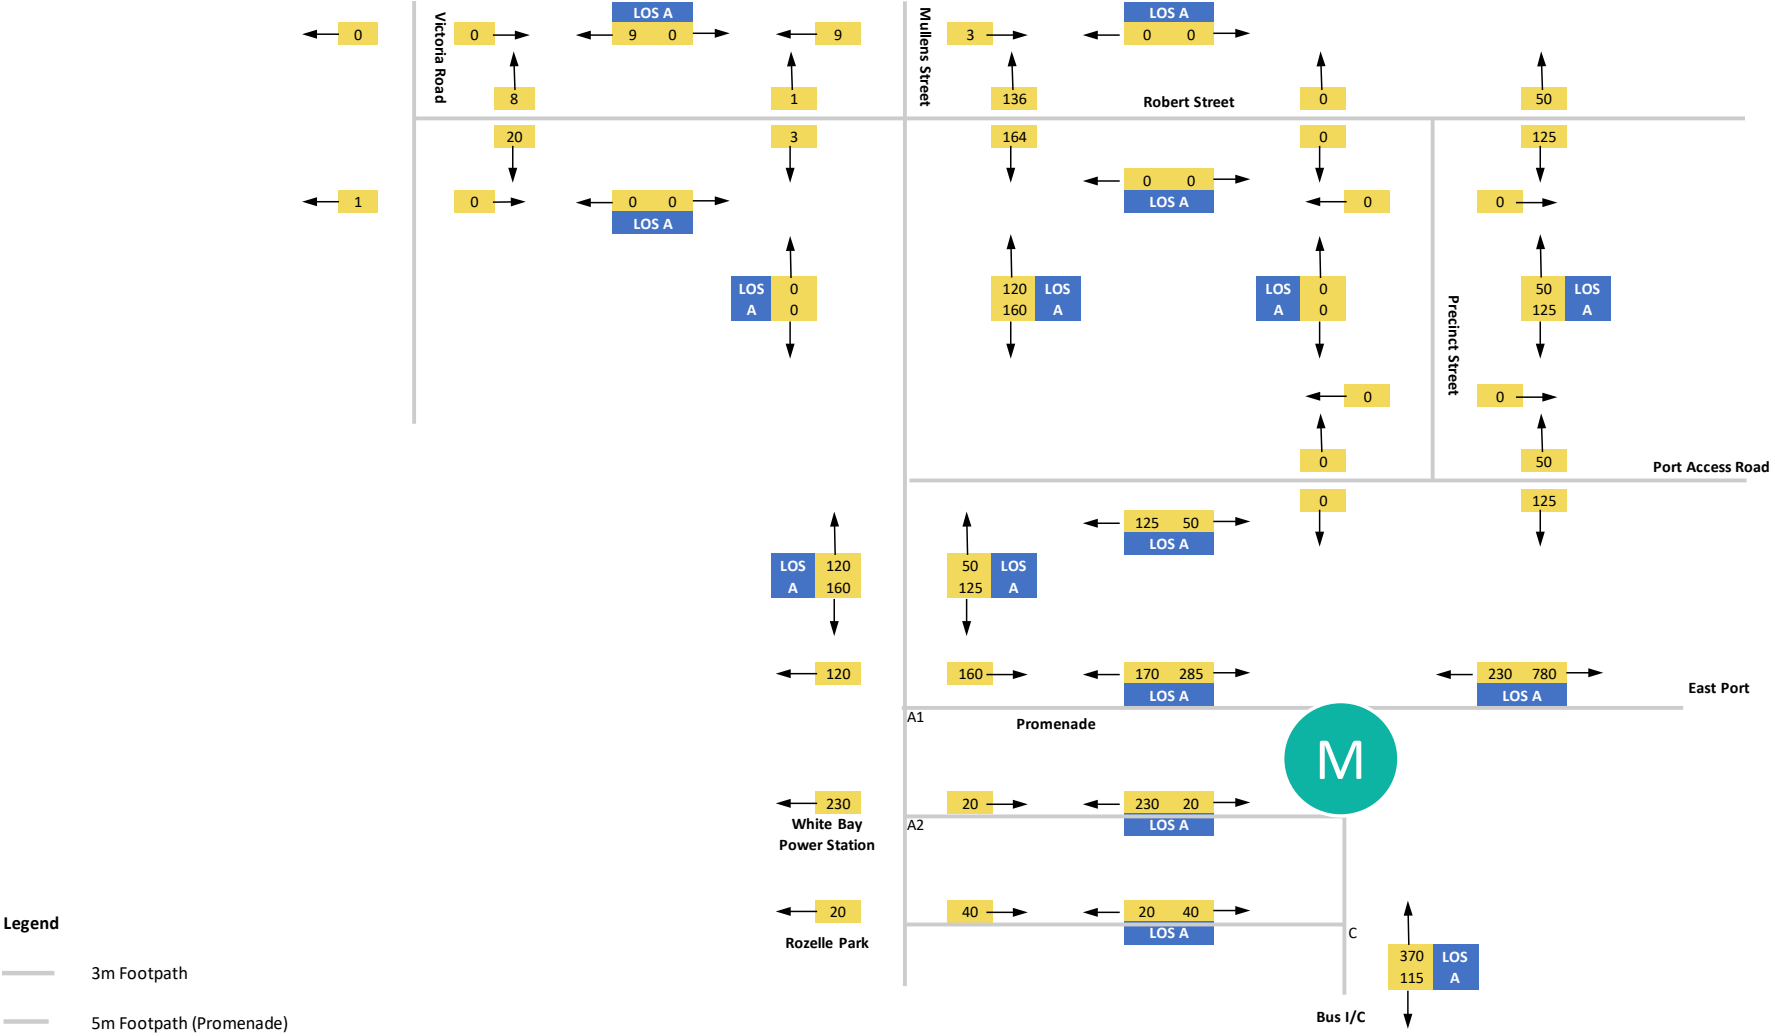 LOS A
LOS A
0
0
9 0
9
3
0 0
Victoria Road
Mullens Street
8
1
136
Robert Street
0
50
20
3
164
0
125
1
0
0 0
LOS A
0 0
LOS A
0
0
LOS
A
0
0
120
160
LOS
A
LOS
A
0
0
Precinct Street
50
125
LOS
A
0
0
0
50
Port Access Road
0
125
125 50
LOS A
LOS
A
120
160
50
125
LOS
A
120
160
170 285
LOS A
230 780
LOS A
East Port
A1
Promenade
M
230
20
230 20
LOS A
White Bay
Power Station
A2
20
40
20 40
LOS A
Rozelle Park
C
370
115
LOS
A
Bus I/C
Legend
3m Footpath
5m Footpath (Promenade)